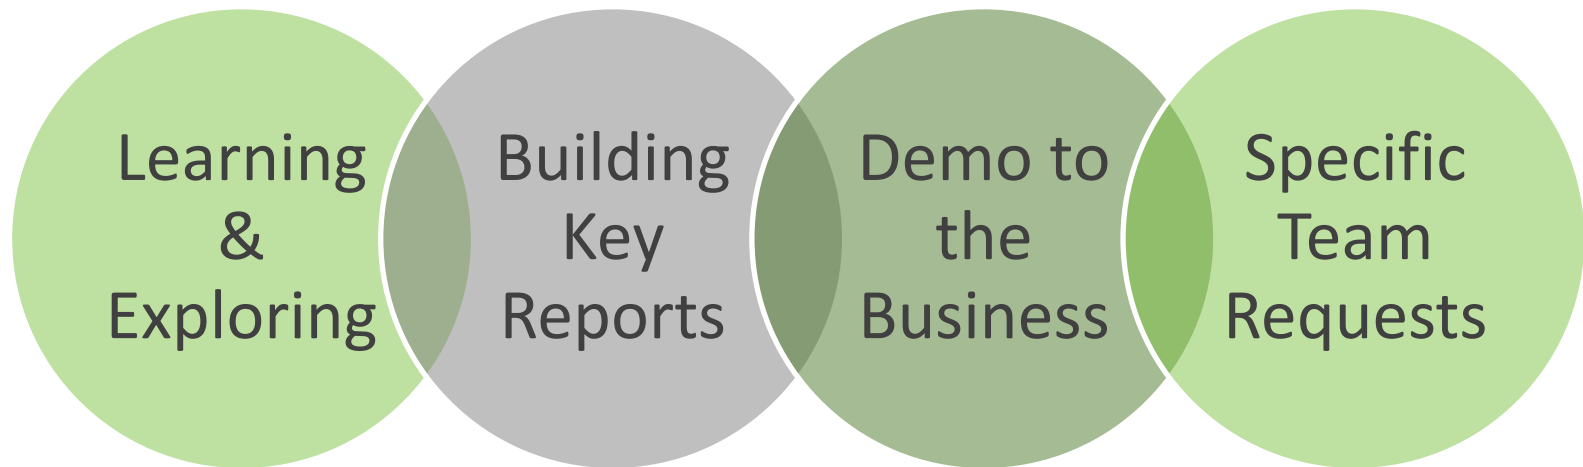 Learning
&
Exploring
Building
Key
Reports
Demo to
the
Business
Specific
Team
Requests